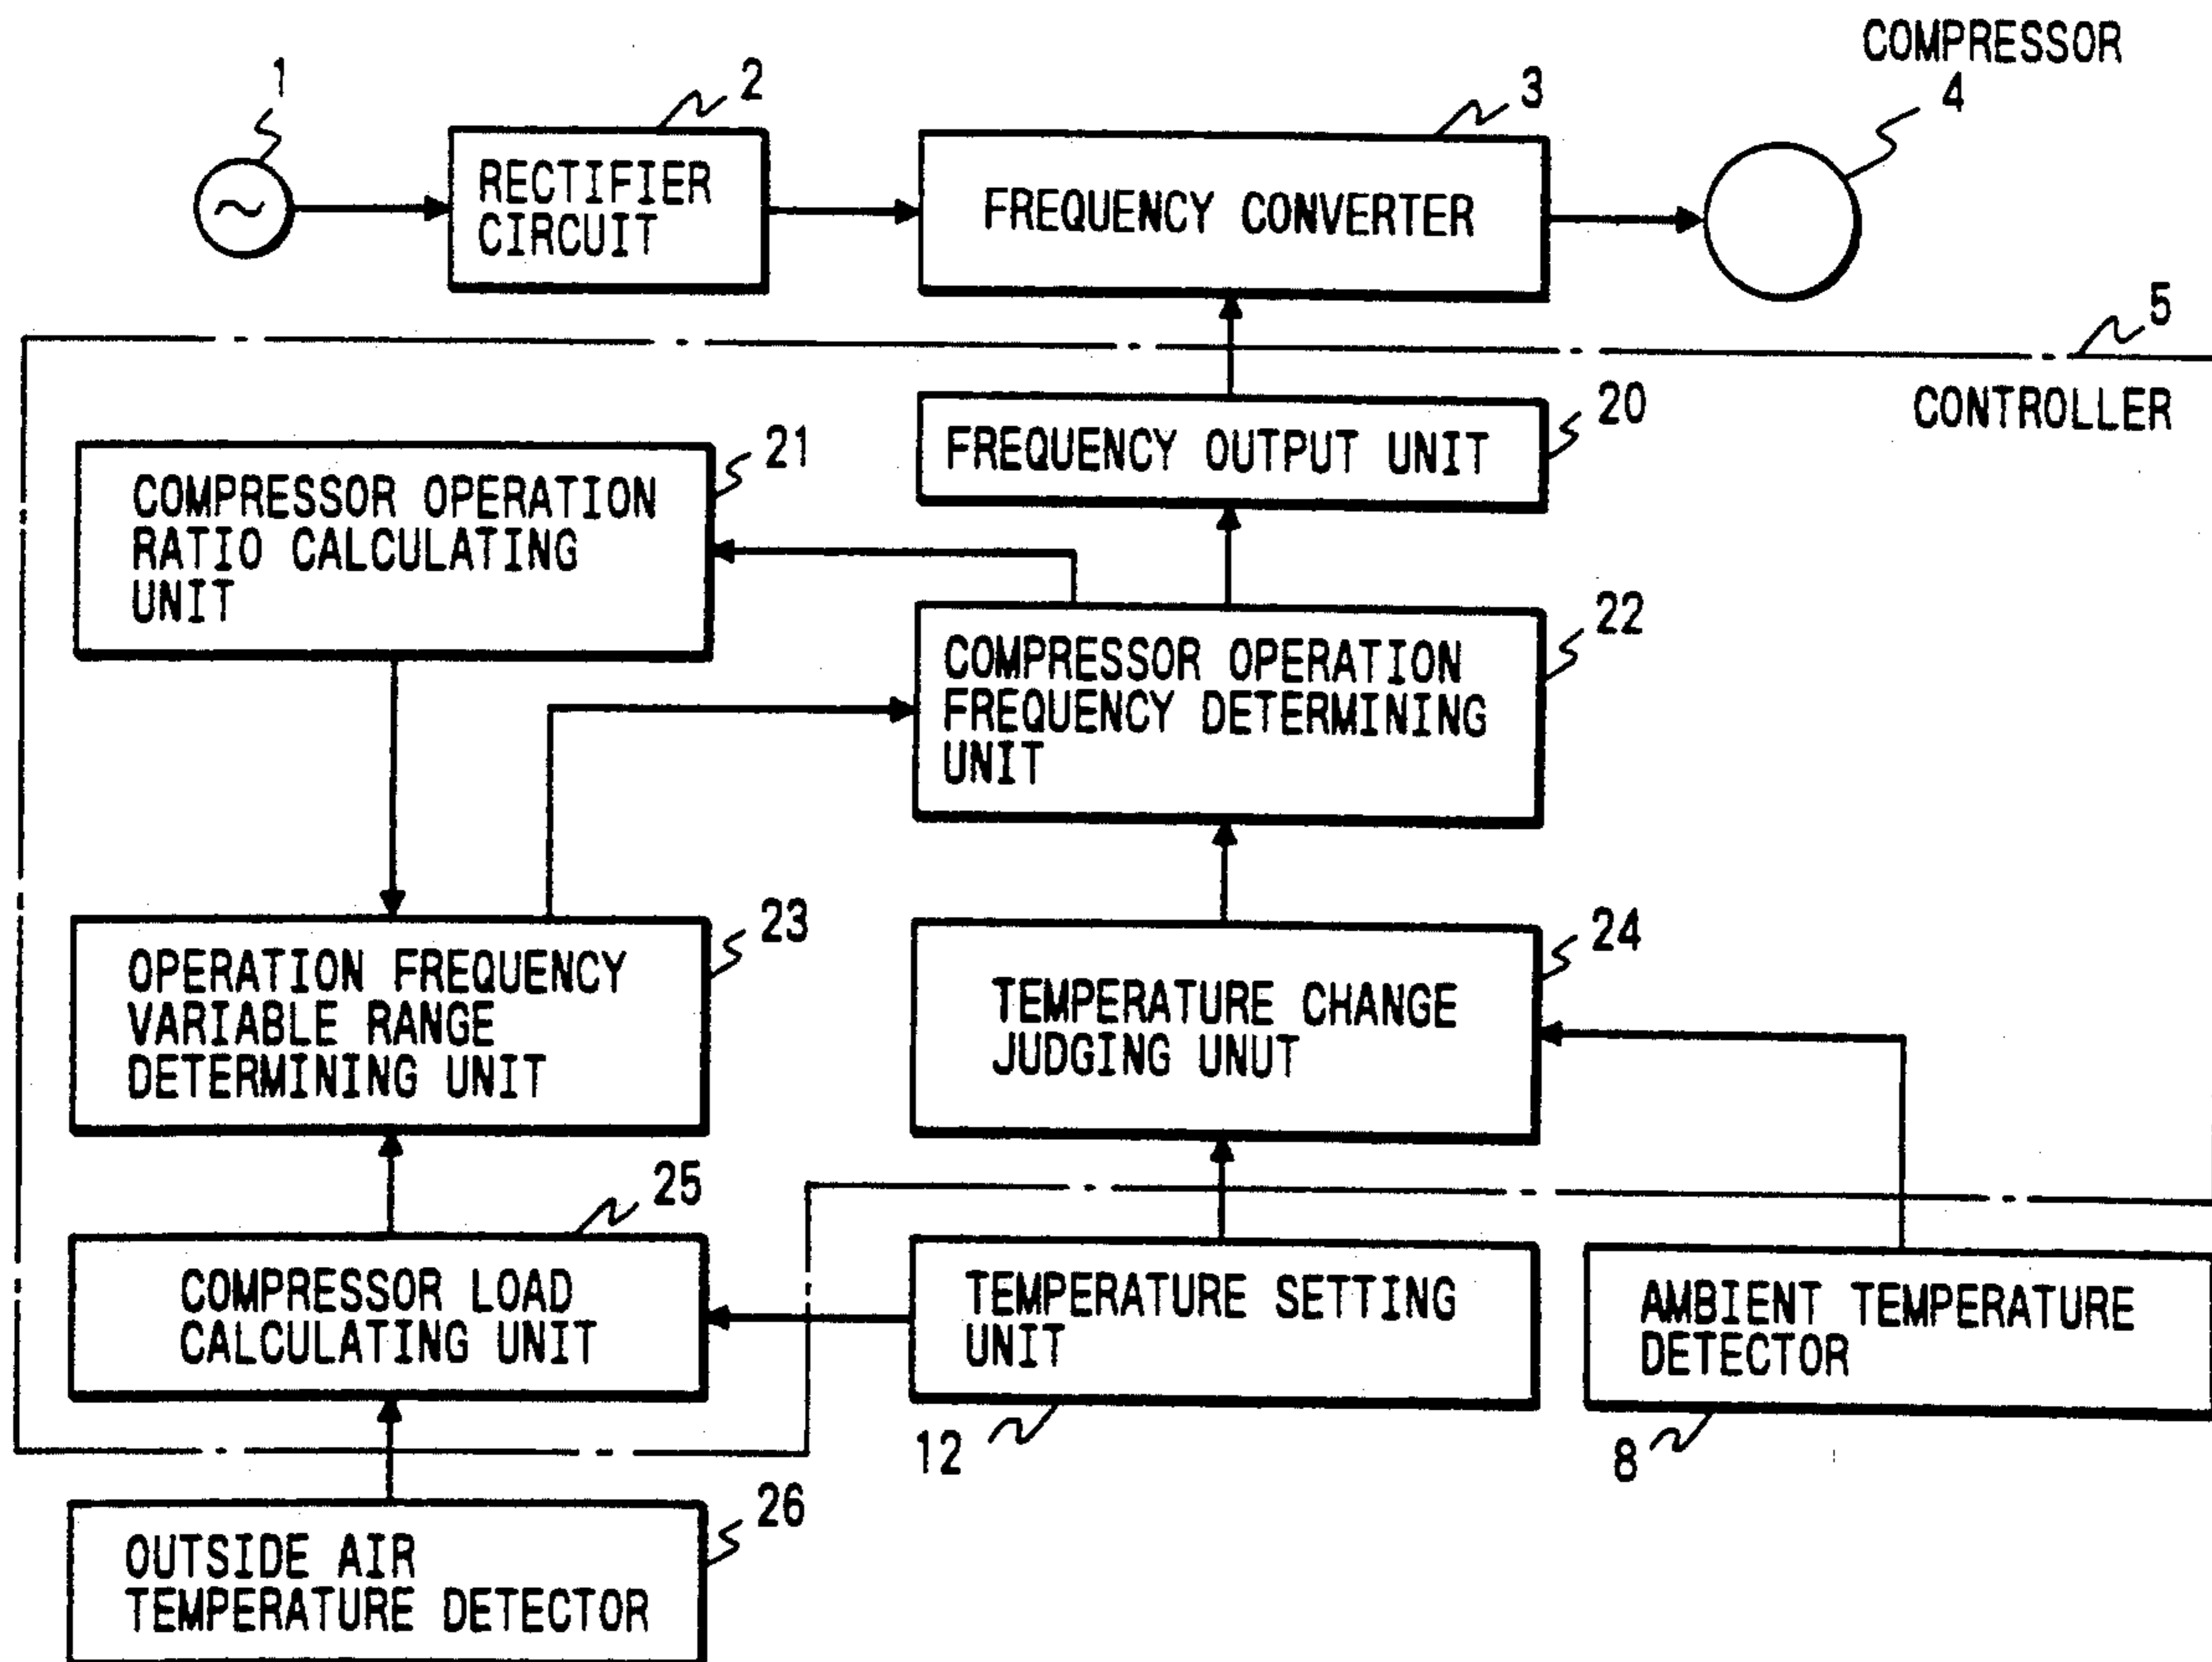 COMPRESSOR
1
2
3
4
RECTIFIER
CIRCUIT
FREQUENCY CONVERTER
5
CONTROLLER
20
FREQUENCY OUTPUT UNIT
21
COMPRESSOR OPERATION
RATIO CALCULATING
UNIT
22
COMPRESSOR OPERATION
FREQUENCY DETERMINING
UNIT
23
OPERATION FREQUENCY
VARIABLE RANGE
DETERMINING UNIT
24
TEMPERATURE CHANGE
JUDGING UNUT
25
COMPRESSOR LOAD
CALCULATING UNIT
TEMPERATURE SETTING
UNIT
12
AMBIENT TEMPERATURE
DETECTOR
8
26
OUTSIDE AIR
TEMPERATURE DETECTOR